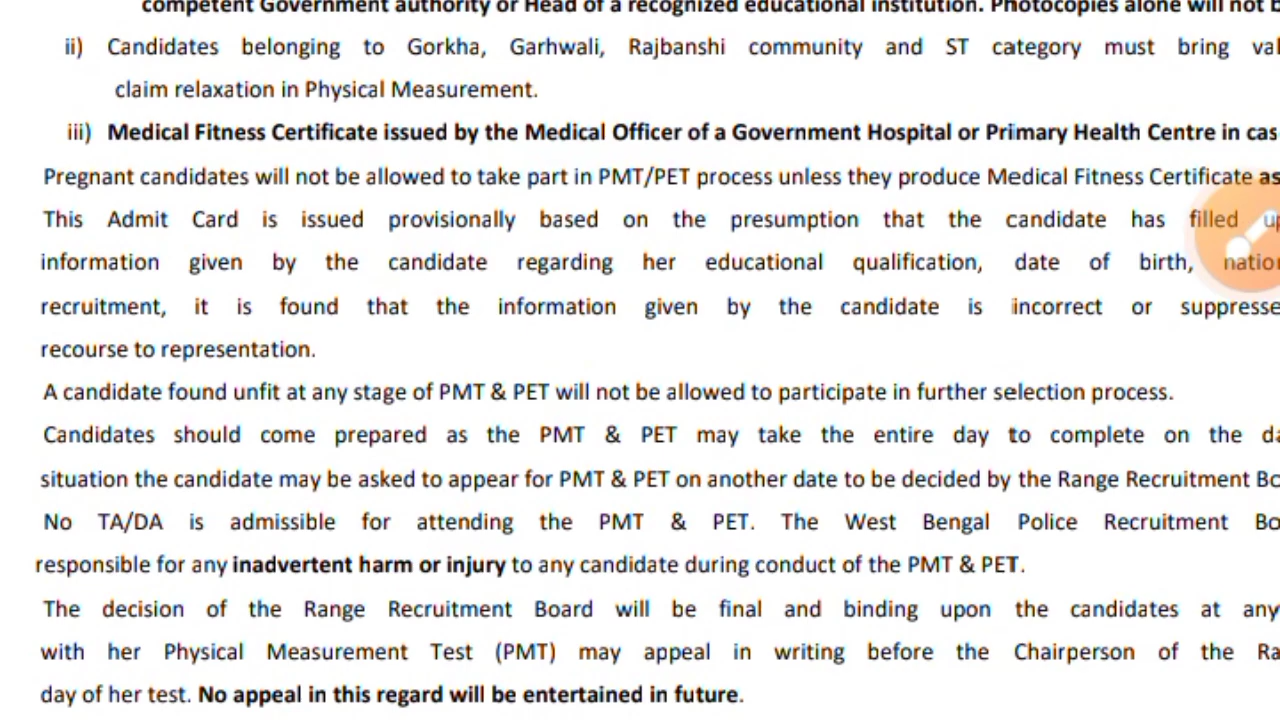 competent Government authority or Head of a recognized educational institution. Photocopies alone will not
ii) Candidates belonging to Gorkha, Garhwali, Rajbanshi community and ST category must bring
claim relaxation in Physical Measurement.
iii) Medical Fitness Certificate issued by the Medical Officer of a Government Hospital or Primary Health Centre in
Pregnant candidates will not be allowed to take part in PMT/PET process unless they produce Medical Fitness Certificate as
This Admit Card is issued provisionally based on the presumption that the candidate has filled
information given by the candidate regarding her educational qualification, date of birth,
recruitment, it is found that the information given by the candidate is incorrect or
recourse to representation.
A candidate found unfit at any stage of PMT & PET will not be allowed to participate in further selection process.
Candidates should come prepared as the PMT & PET may take the entire day to complete on the
situation the candidate may be asked to appear for PMT & PET on another date to be decided by the Range Recruitment
No TA/DA is admissible for attending the PMT & PET. The West Bengal Police Recruitment
responsible for any inadvertent harm or injury to any candidate during conduct of the PMT & PET.
The decision of the Range Recruitment Board will be final and binding upon the candidates at any
with her Physical Measurement Test (PMT) may appeal in writing before the Chairperson of the
day of her test. No appeal in this regard will be entertained in future.